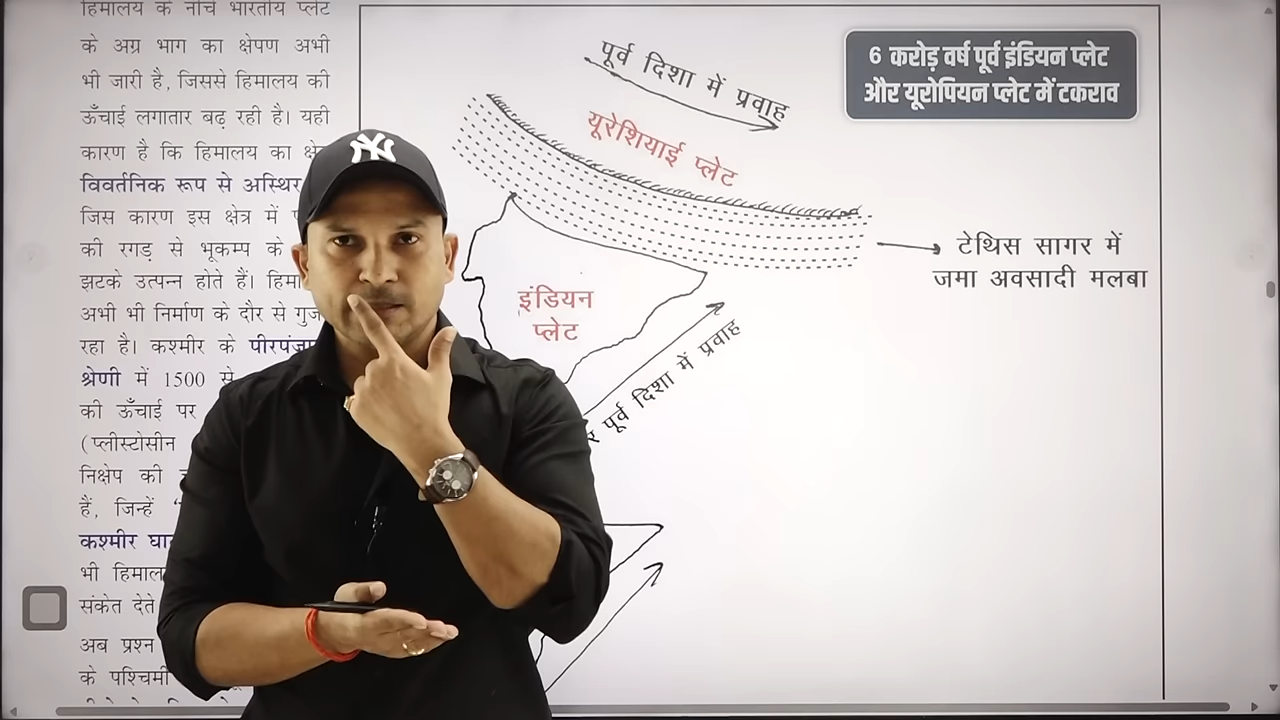 हिमालय के नीचे भारतीय प्लेट
के अग्र भाग का क्षेपण अभी
भी जारी है, जिससे हिमालय की
ऊँचाई लगातार बढ़ रही है। यही
कारण है कि हिमालय का
विवर्तनिक रूप से अस्थिर
जिस कारण इस क्षेत्र में
की रगड़ से भूकम्प के
झटके उत्पन्न होते हैं।
अभी भी निर्माण के दौर से
रहा है। कश्मीर के
श्रेणी में 1500 से
की ऊँचाई पर
(प्लीस्टोसीन
निक्षेप की
हैं, जिन्हें
कश्मीर
भी
संकेत देते
अब प्रश्न
के पश्चिमी
6 करोड़ वर्ष पूर्व इंडियन प्लेट
और यूरोपियन प्लेट में टकराव
पूर्व दिशा में प्रवाह
यूरेशियाई प्लेट
टेथिस सागर में
जमा अवसादी मलबा
इंडियन
प्लेट
पूर्व दिशा में प्रवाह
NY